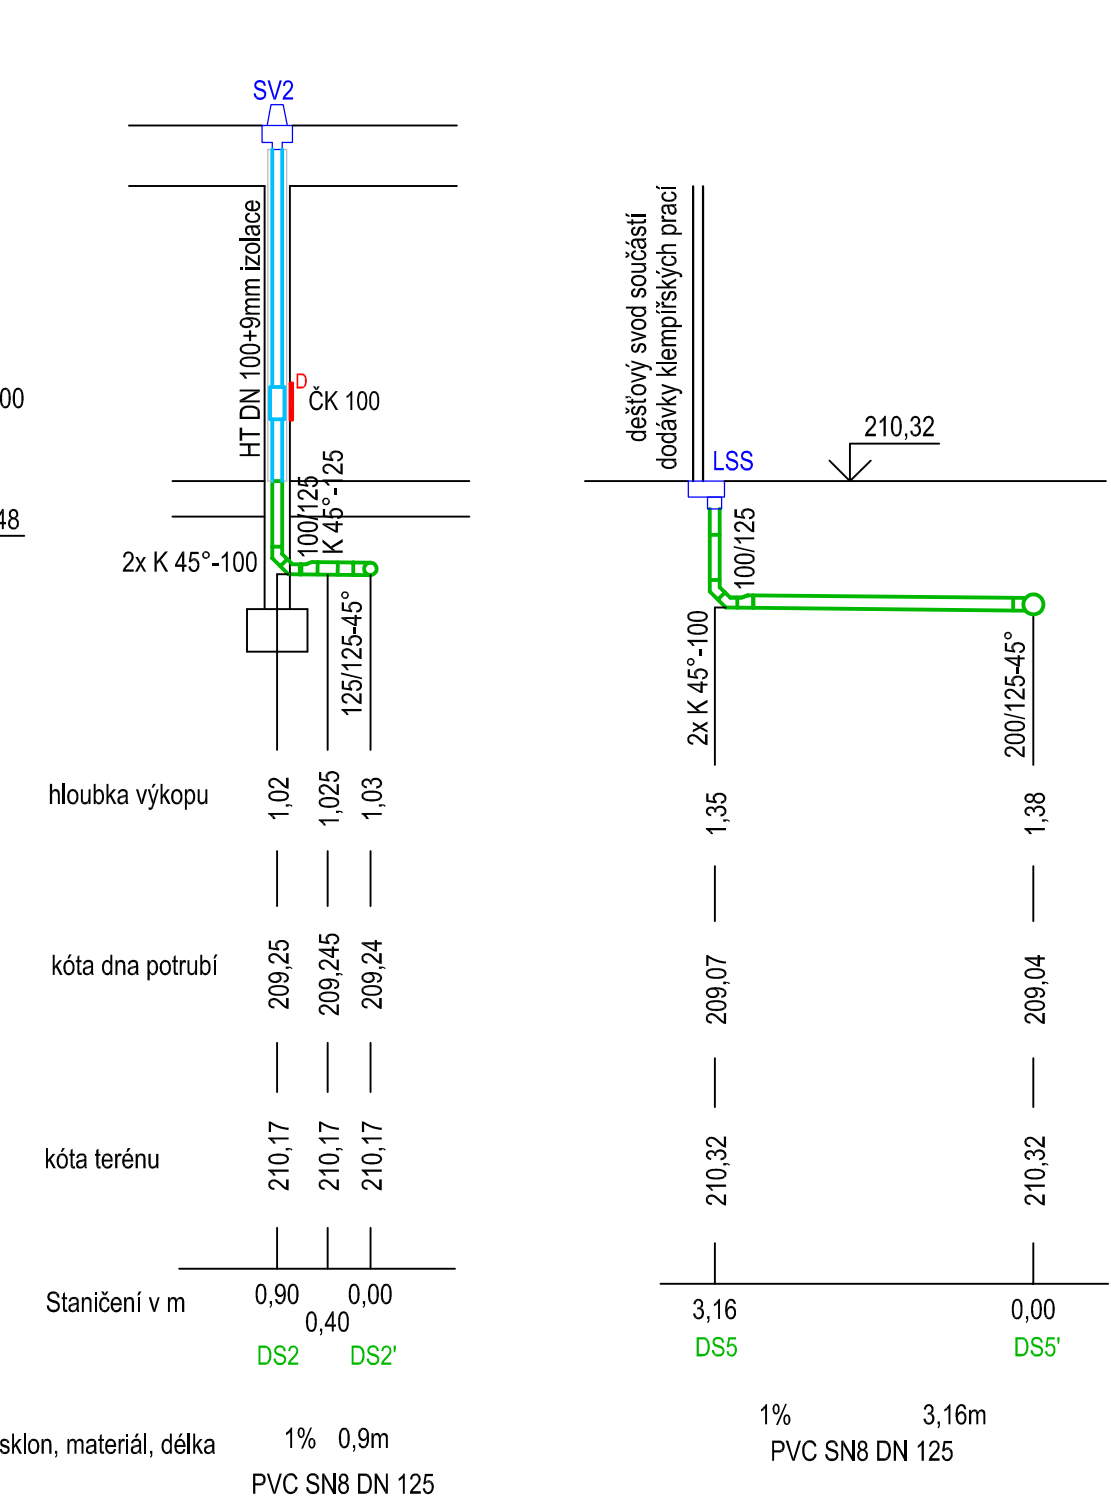 SV2
HT DN 100+9mm izolace
D
ČK 100
00
48
100/125
K 45°-125
2x K 45°-100
125/125-45°
dešťový svod součástí
dodávky klempířských prací
LSS
210,32
100/125
2x K 45°-100
200/125-45°
hloubka výkopu
1,02
1,025
1,03
1,35
1,38
kóta dna potrubí
209,25
209,245
209,24
209,07
209,04
kóta terénu
210,17
210,17
210,17
210,32
210,32
Staničení v m
0,90
0,40
0,00
3,16
0,00
DS2
DS2'
DS5
DS5'
sklon, materiál, délka
1% 0,9m
PVC SN8 DN 125
1% 3,16m
PVC SN8 DN 125